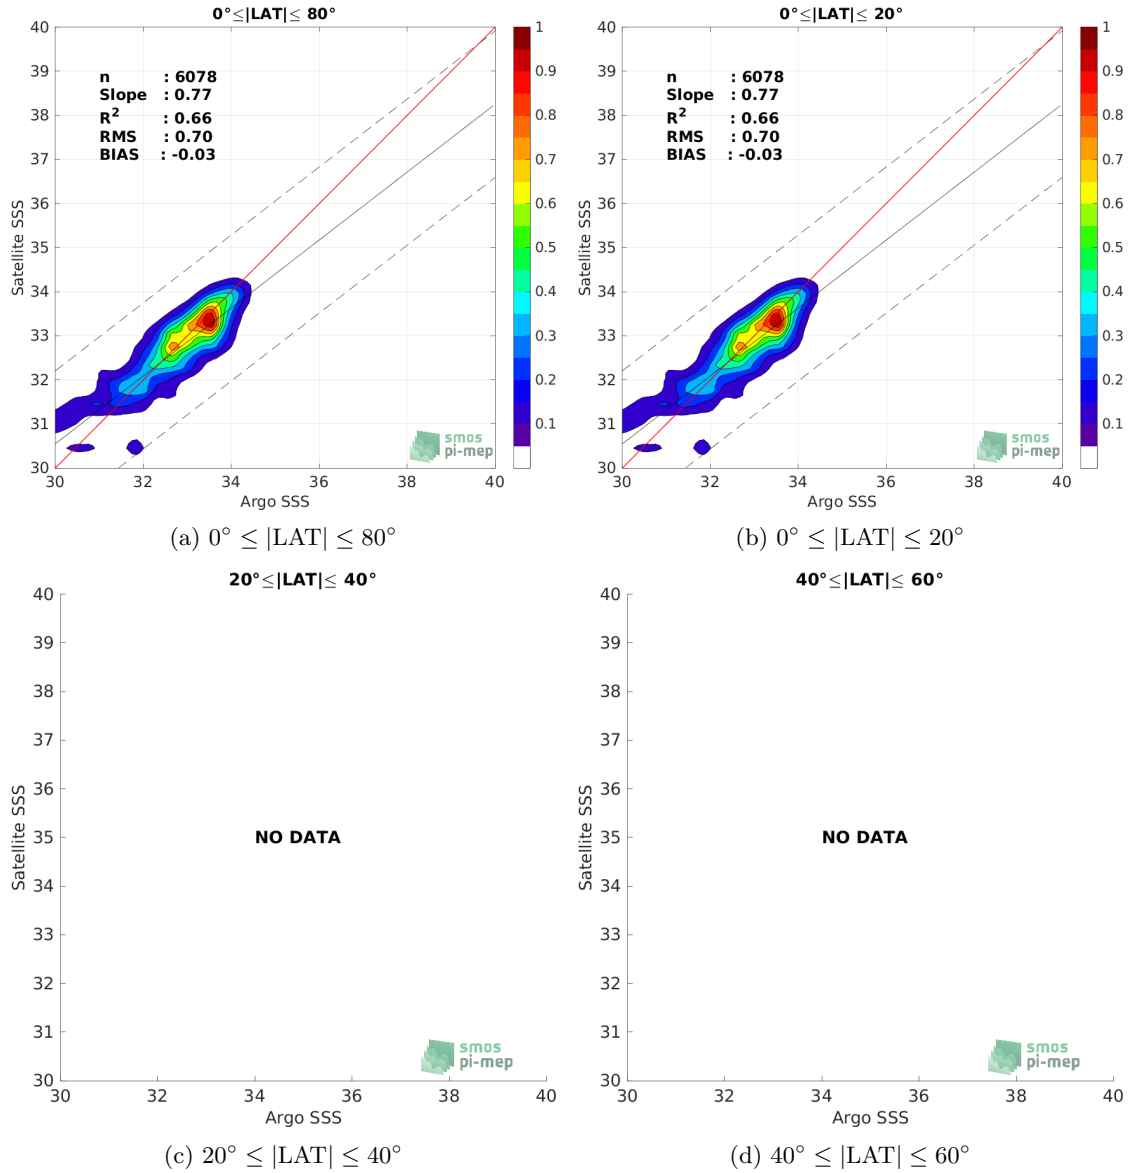 0°≤|LAT|≤ 80°
40
39
38
37
36
35
34
33
32
31
30
Satellite SSS
n : 6078
Slope : 0.77
R² : 0.66
RMS : 0.70
BIAS : -0.03
smos
pi-mep
30 32 34 36 38 40
Argo SSS
1
0.9
0.8
0.7
0.6
0.5
0.4
0.3
0.2
0.1
(a) 0° ≤ |LAT| ≤ 80°
0°≤|LAT|≤ 20°
40
39
38
37
36
35
34
33
32
31
30
Satellite SSS
n : 6078
Slope : 0.77
R² : 0.66
RMS : 0.70
BIAS : -0.03
smos
pi-mep
30 32 34 36 38 40
Argo SSS
1
0.9
0.8
0.7
0.6
0.5
0.4
0.3
0.2
0.1
(b) 0° ≤ |LAT| ≤ 20°
20°≤|LAT|≤ 40°
40
39
38
37
36
35
34
33
32
31
30
Satellite SSS
NO DATA
smos
pi-mep
30 32 34 36 38 40
Argo SSS
(c) 20° ≤ |LAT| ≤ 40°
40°≤|LAT|≤ 60°
40
39
38
37
36
35
34
33
32
31
30
Satellite SSS
NO DATA
smos
pi-mep
30 32 34 36 38 40
Argo SSS
(d) 40° ≤ |LAT| ≤ 60°